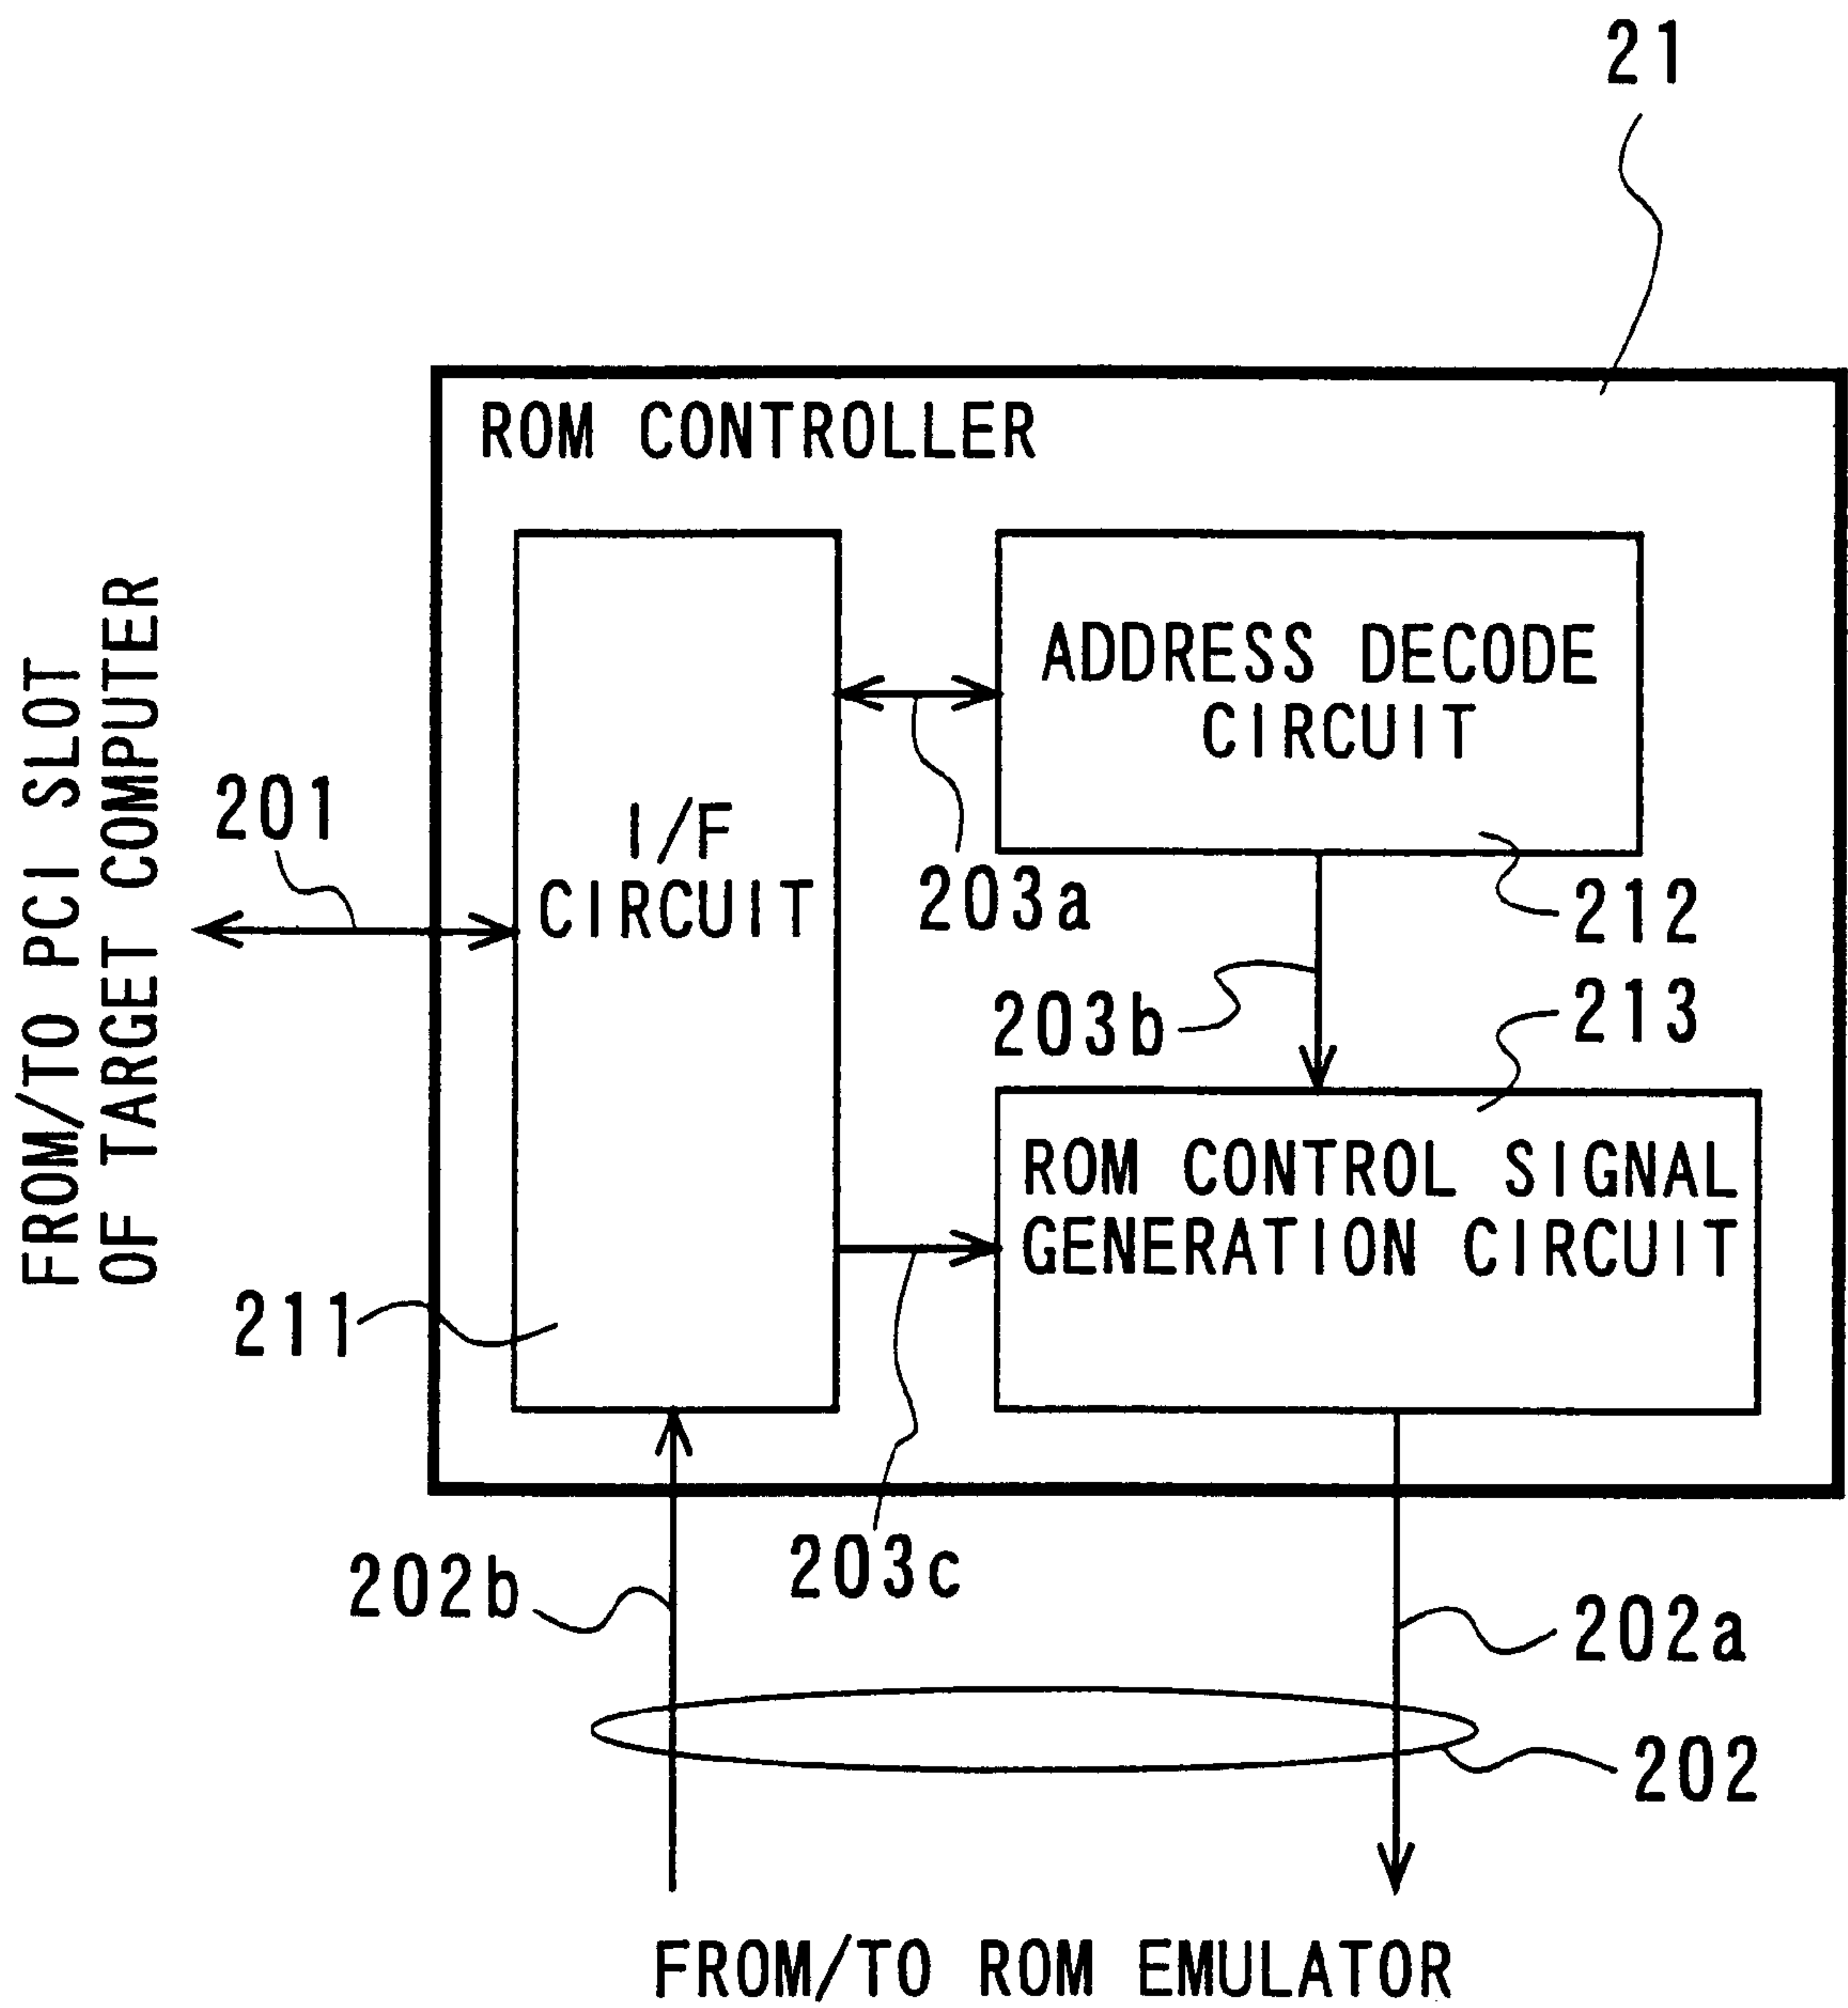 21
ROM CONTROLLER
ADDRESS DECODE
CIRCUIT
FROM/TO PCI SLOT
OF TARGET COMPUTER
201
I/F
CIRCUIT
203a
212
203b
213
ROM CONTROL SIGNAL
GENERATION CIRCUIT
211
202b
203c
202a
202
FROM/TO ROM EMULATOR